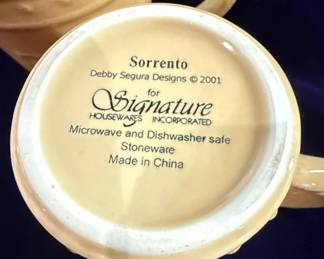 Sorrento
Debby Segura Designs © 2001
for
Signature
HOUSEWARES INCORPORATED
Microwave and Dishwasher safe
Stoneware
Made in China